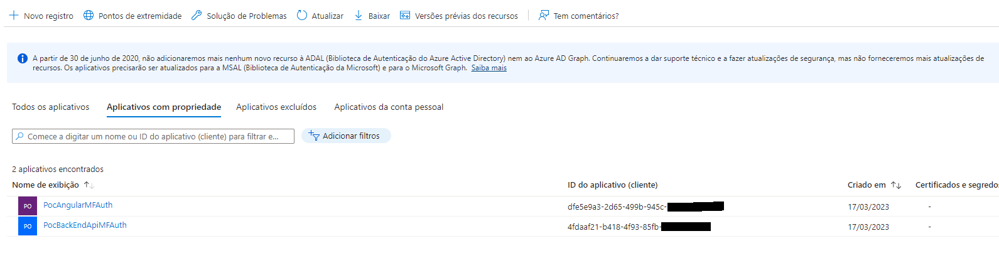 Novo registro Pontos de extremidade Solução de Problemas Atualizar Baixar Versões prévias dos recursos Tem comentários?
A partir de 30 de junho de 2020, não adicionaremos mais nenhum novo recurso à ADAL (Biblioteca de Autenticação do Azure Active Directory) nem ao Azure AD Graph. Continuaremos a dar suporte técnico e a fazer atualizações de segurança, mas não forneceremos mais atualizações de
recursos. Os aplicativos precisarão ser atualizados para a MSAL (Biblioteca de Autenticação da Microsoft) e para o Microsoft Graph. Saiba mais
Todos os aplicativos Aplicativos com propriedade Aplicativos excluídos Aplicativos da conta pessoal
Comece a digitar um nome ou ID do aplicativo (cliente) para filtrar e... Adicionar filtros
2 aplicativos encontrados
Nome de exibição ID do aplicativo (cliente) Criado em Certificados e segredos
PO PocAngularMFAuth dfe5e9a3-2d65-499b-945c- 17/03/2023 -
PO PocBackEndApiMFAuth 4fdaaf21-b418-4f93-85fb- 17/03/2023 -